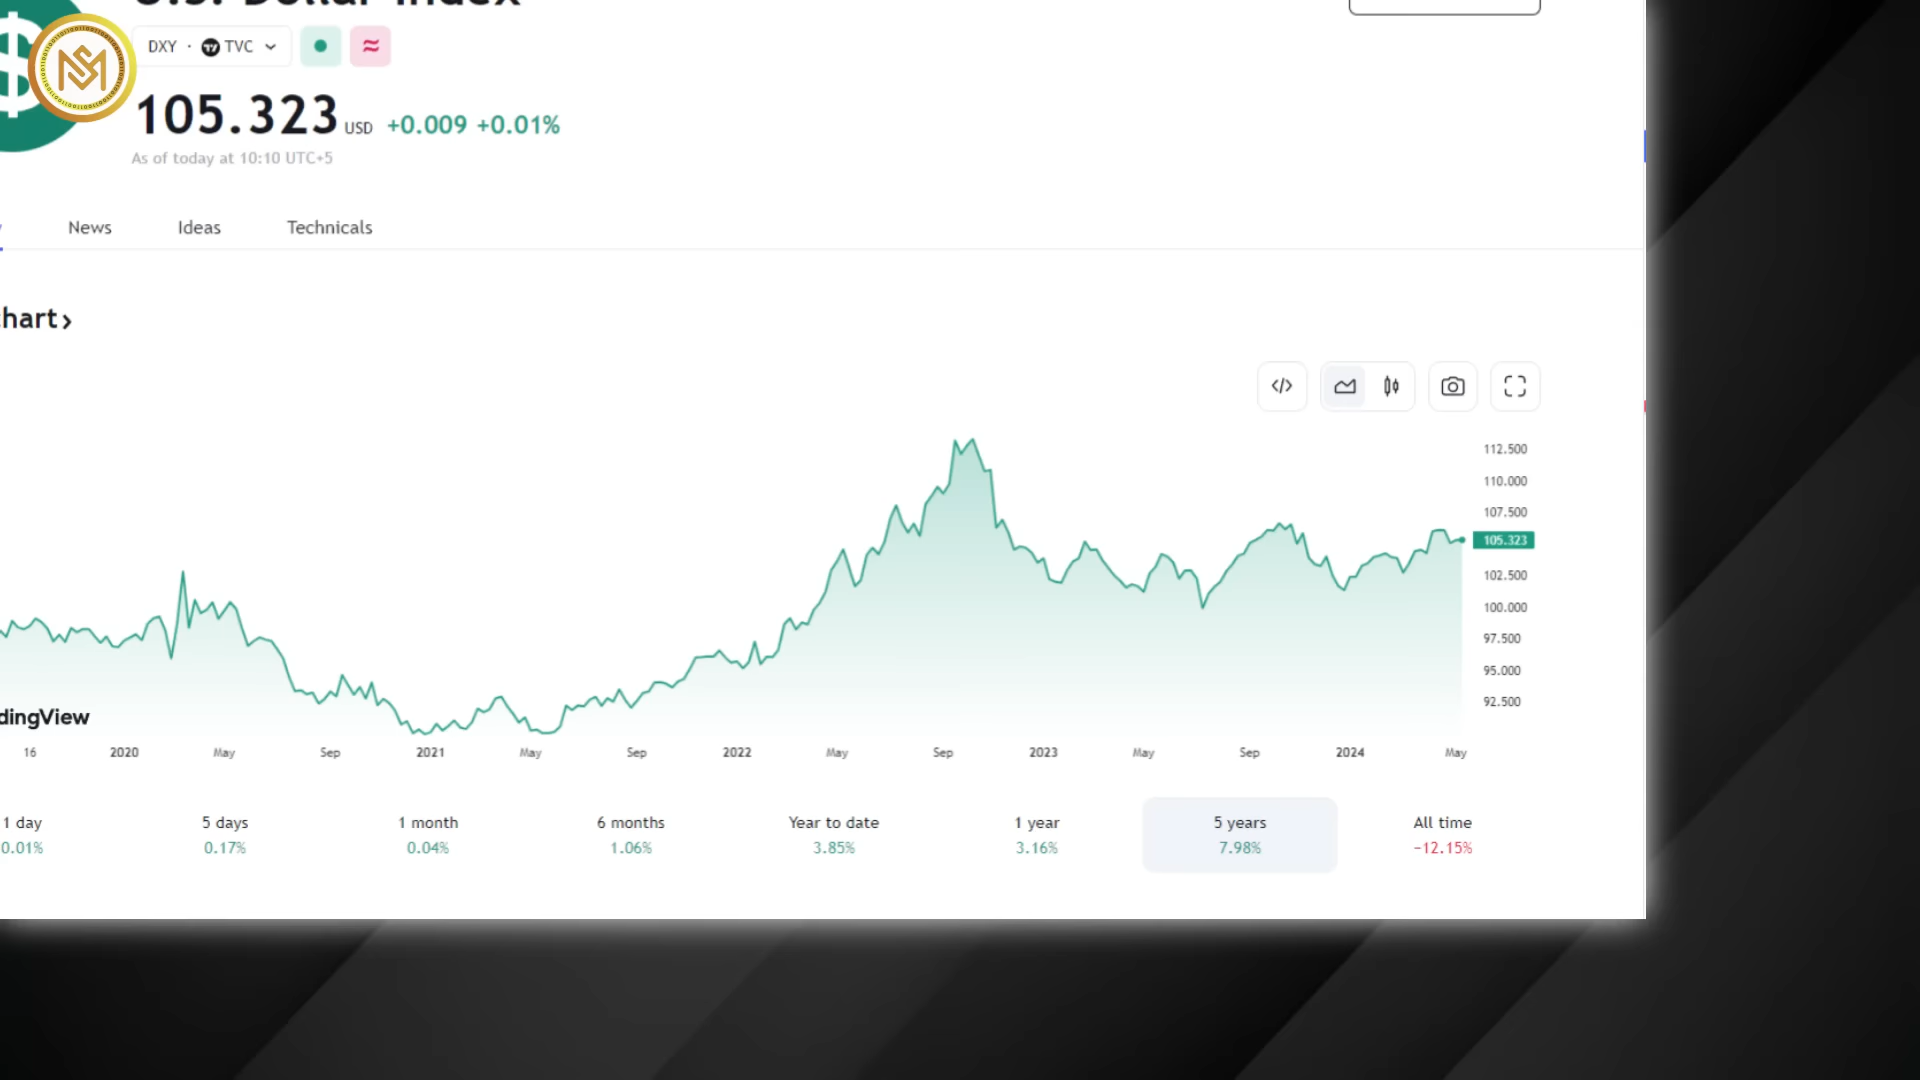 U.S. Dollar Index
DXY · TVC
105.323 USD +0.009 +0.01%
As of today at 10:10 UTC+5
News Ideas Technicals
hart
112.500
110.000
107.500
105.323
102.500
100.000
97.500
95.000
92.500
dingView
16 2020 May Sep 2021 May Sep 2022 May Sep 2023 May Sep 2024 May
1 day 5 days 1 month 6 months Year to date 1 year 5 years All time
0.01% 0.17% 0.04% 1.06% 3.85% 3.16% 7.98% −12.15%